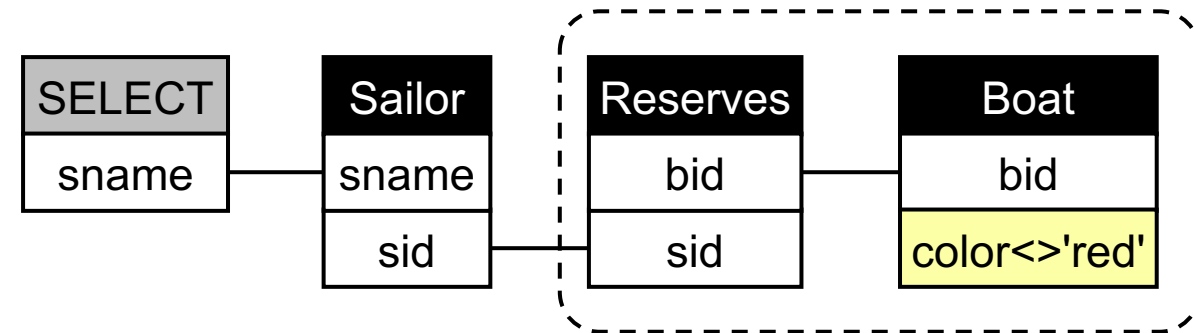 SELECT
sname
Sailor
sname
sid
Reserves
bid
sid
Boat
bid
color<>'red'